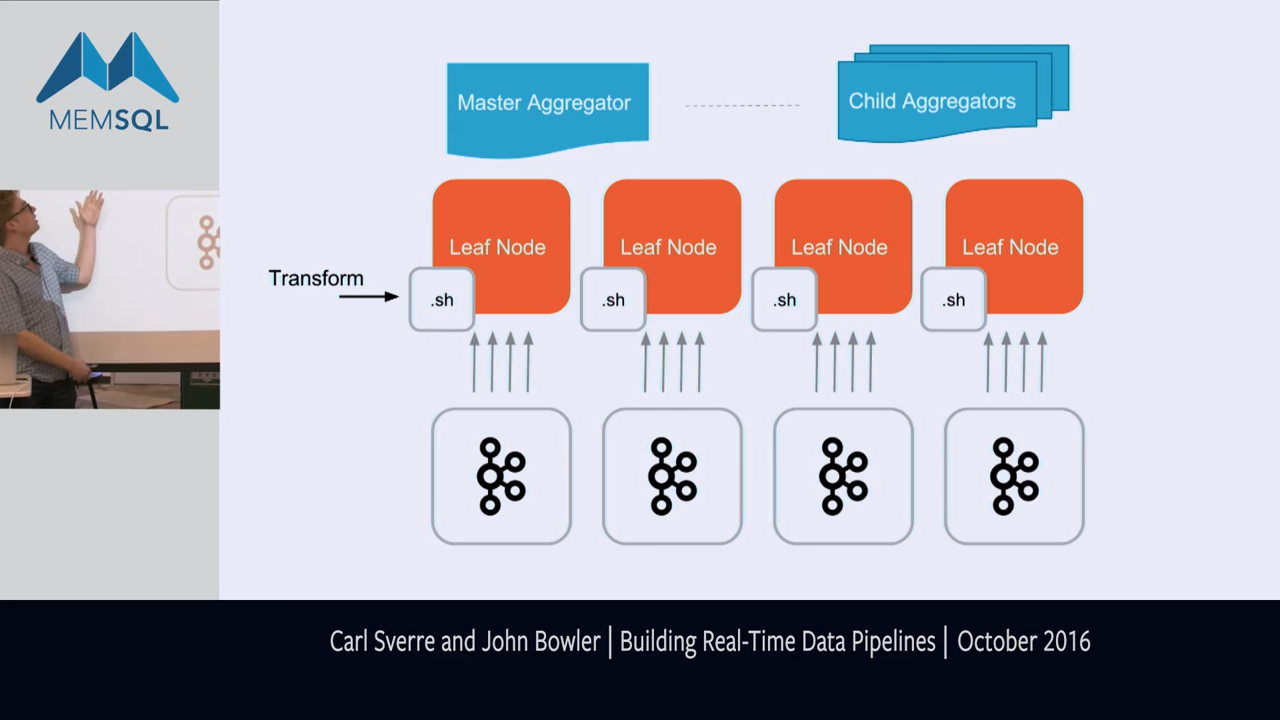 MEMSQL
Master Aggregator
Child Aggregators
Leaf Node
Leaf Node
Leaf Node
Leaf Node
Transform
.sh
.sh
.sh
.sh
Carl Sverre and John Bowler | Building Real-Time Data Pipelines | October 2016